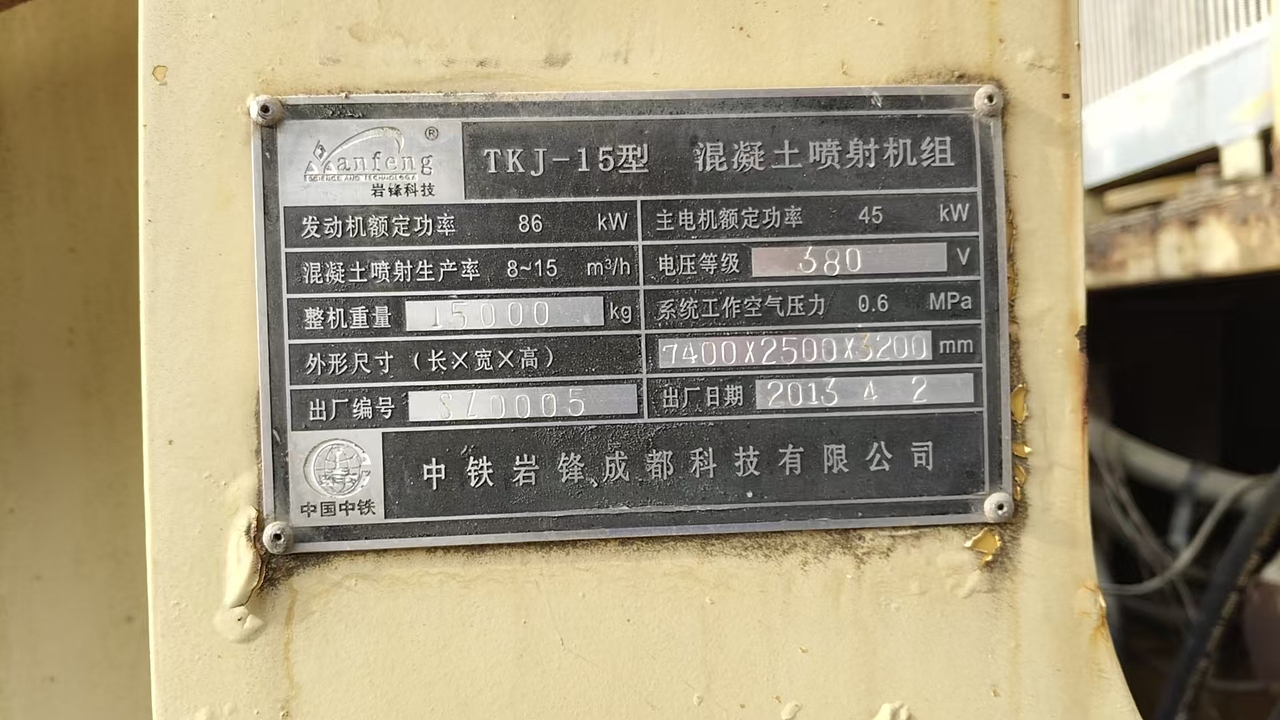 Yanfeng®
SCIENCE AND TECHNOLOGY
岩锋科技
TKJ-15型 混凝土喷射机组
发动机额定功率 86 kW 主电机额定功率 45 kW
混凝土喷射生产率 8~15 m³/h 电压等级 380 V
整机重量 15000 kg 系统工作空气压力 0.6 MPa
外形尺寸（长×宽×高） 7400X2500X3200 mm
出厂编号 SZ0005 出厂日期 2013 4 2
中铁岩锋成都科技有限公司
中国中铁